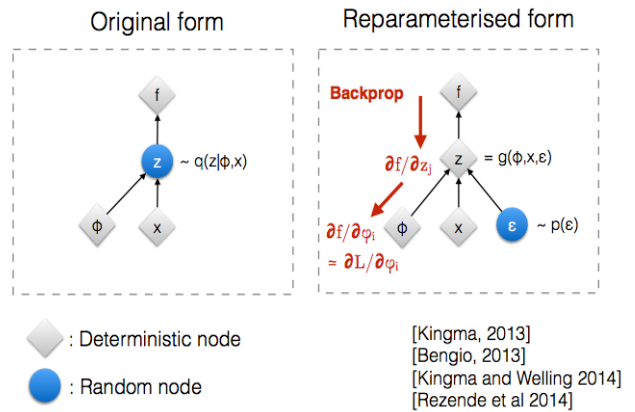 Original form
Reparameterised form
f
z
~ q(z|ϕ,x)
ϕ
x
Backprop
f
∂f/∂zⱼ
z
= g(ϕ,x,ε)
∂f/∂φᵢ
≃ ∂L/∂φᵢ
ϕ
x
ε
~ p(ε)
: Deterministic node
: Random node
[Kingma, 2013]
[Bengio, 2013]
[Kingma and Welling 2014]
[Rezende et al 2014]